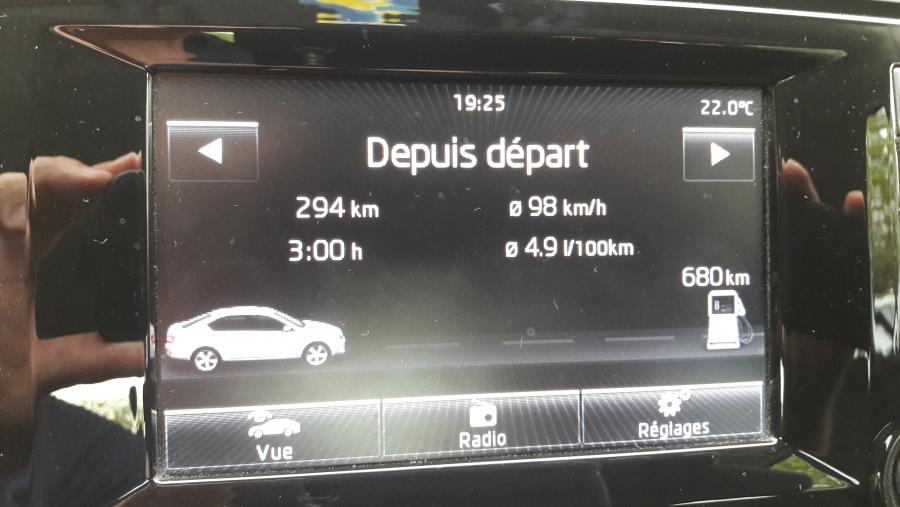 19:25
22.0°C
Depuis départ
294 km
ø 98 km/h
3:00 h
ø 4.9 l/100km
680 km
Vue
Radio
Réglages